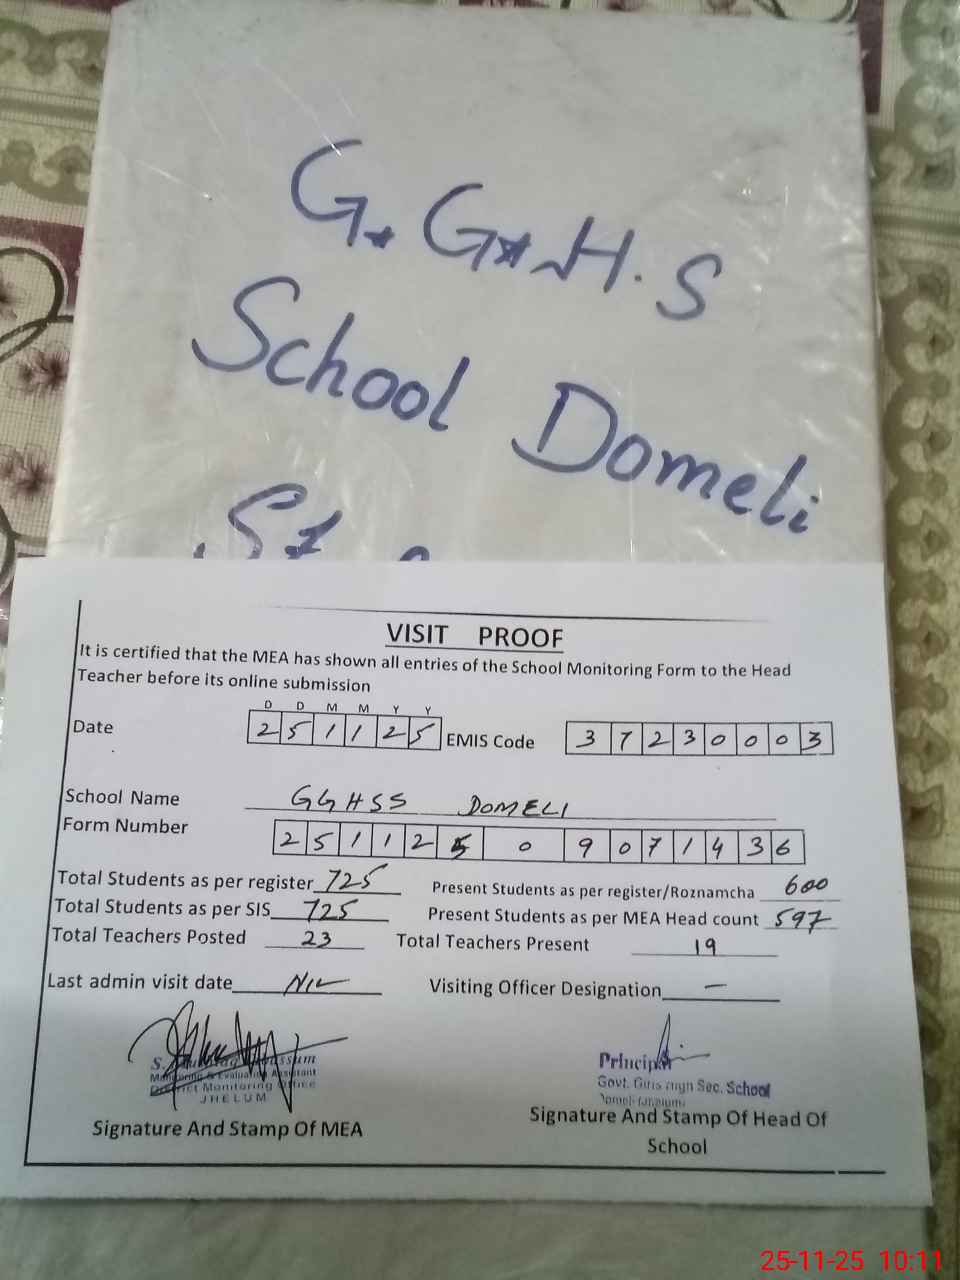 G. G. H. S
School Domeli
VISIT PROOF
It is certified that the MEA has shown all entries of the School Monitoring Form to the Head
Teacher before its online submission
D D M M Y Y
Date 2 5 1 1 2 5 EMIS Code 3 7 2 3 0 0 0 3
School Name GGHSS DOMELI
Form Number 2 5 1 1 2 5 0 9 0 7 1 4 3 6
Total Students as per register 725 Present Students as per register/Roznamcha 600
Total Students as per SIS 725 Present Students as per MEA Head count 597
Total Teachers Posted 23 Total Teachers Present 19
Last admin visit date NIL Visiting Officer Designation —
S.
Monitoring & Evaluation Assistant
District Monitoring Office
JHELUM
Signature And Stamp Of MEA
Principal
Govt. Girls High Sec. School
Signature And Stamp Of Head Of
School
25-11-25 10:11